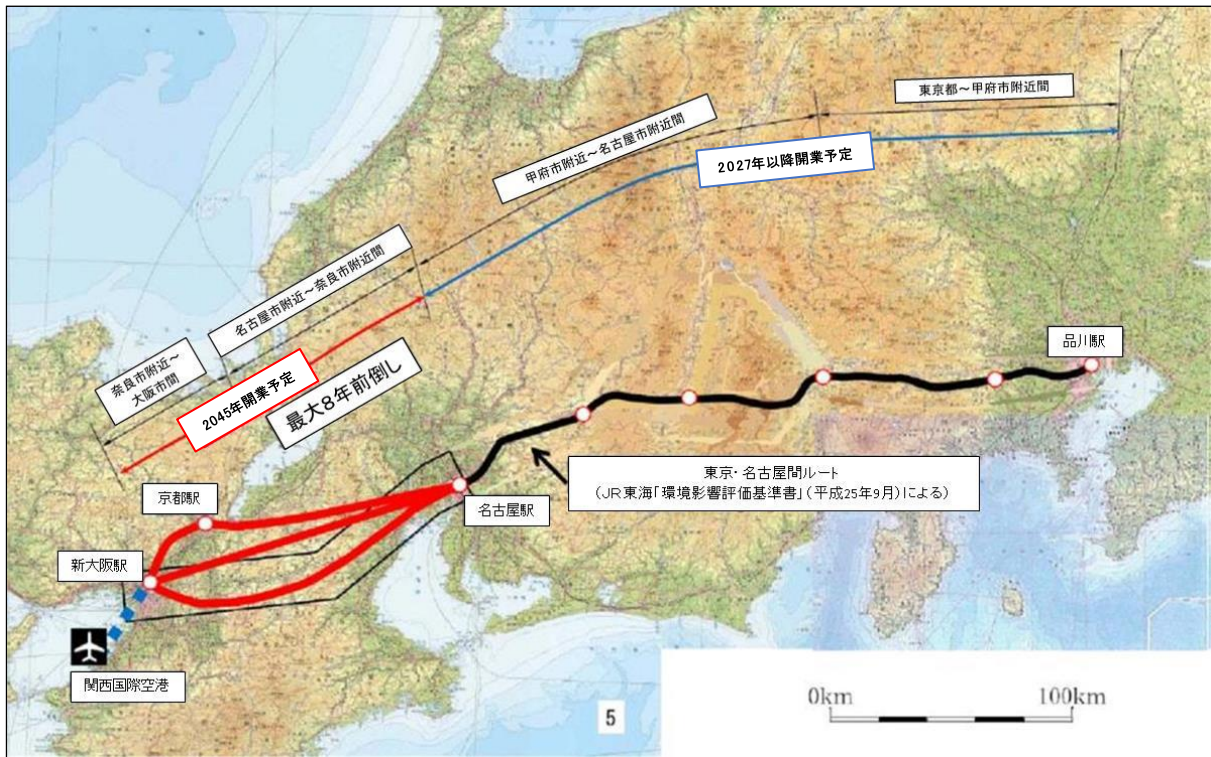 東京都～甲府市附近間
甲府市附近～名古屋市附近間
2027年以降開業予定
名古屋市附近～奈良市附近間
奈良市附近～
大阪市間
2045年開業予定
最大８年前倒し
品川駅
東京・名古屋間ルート
（JR東海「環境影響評価基準書」（平成25年9月）による）
京都駅
名古屋駅
新大阪駅
関西国際空港
0km
100km
5